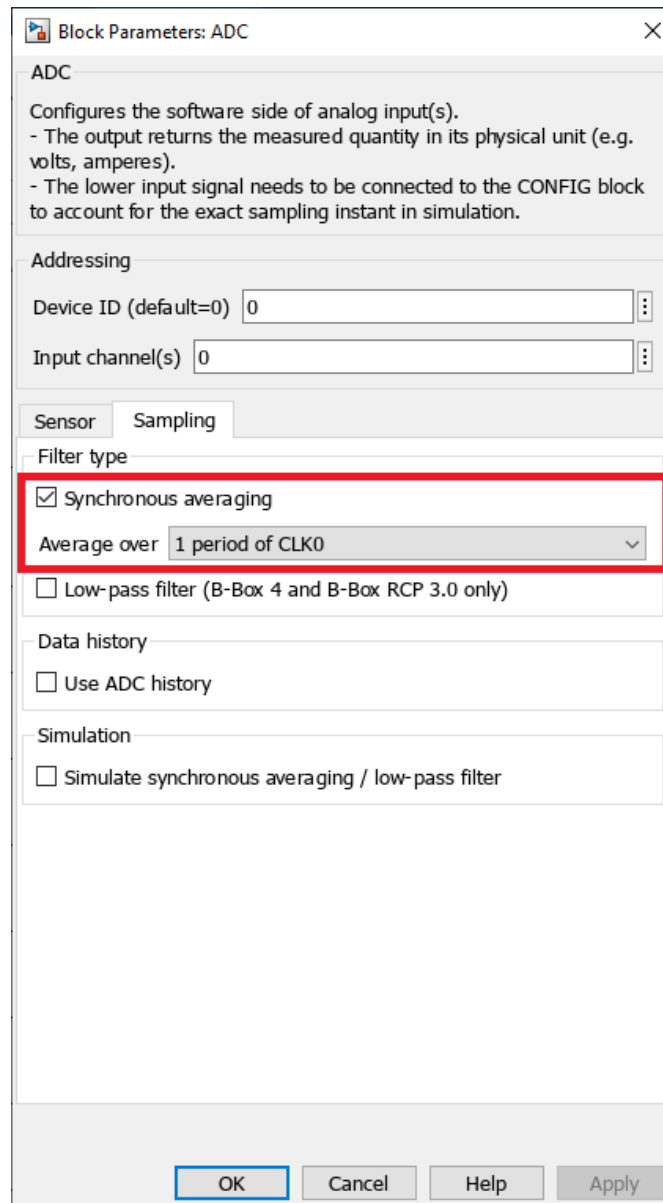 Block Parameters: ADC
ADC
Configures the software side of analog input(s).
- The output returns the measured quantity in its physical unit (e.g.
volts, amperes).
- The lower input signal needs to be connected to the CONFIG block
to account for the exact sampling instant in simulation.
Addressing
Device ID (default=0) 0
Input channel(s) 0
Sensor Sampling
Filter type
Synchronous averaging
Average over 1 period of CLK0
Low-pass filter (B-Box 4 and B-Box RCP 3.0 only)
Data history
Use ADC history
Simulation
Simulate synchronous averaging / low-pass filter
OK Cancel Help Apply